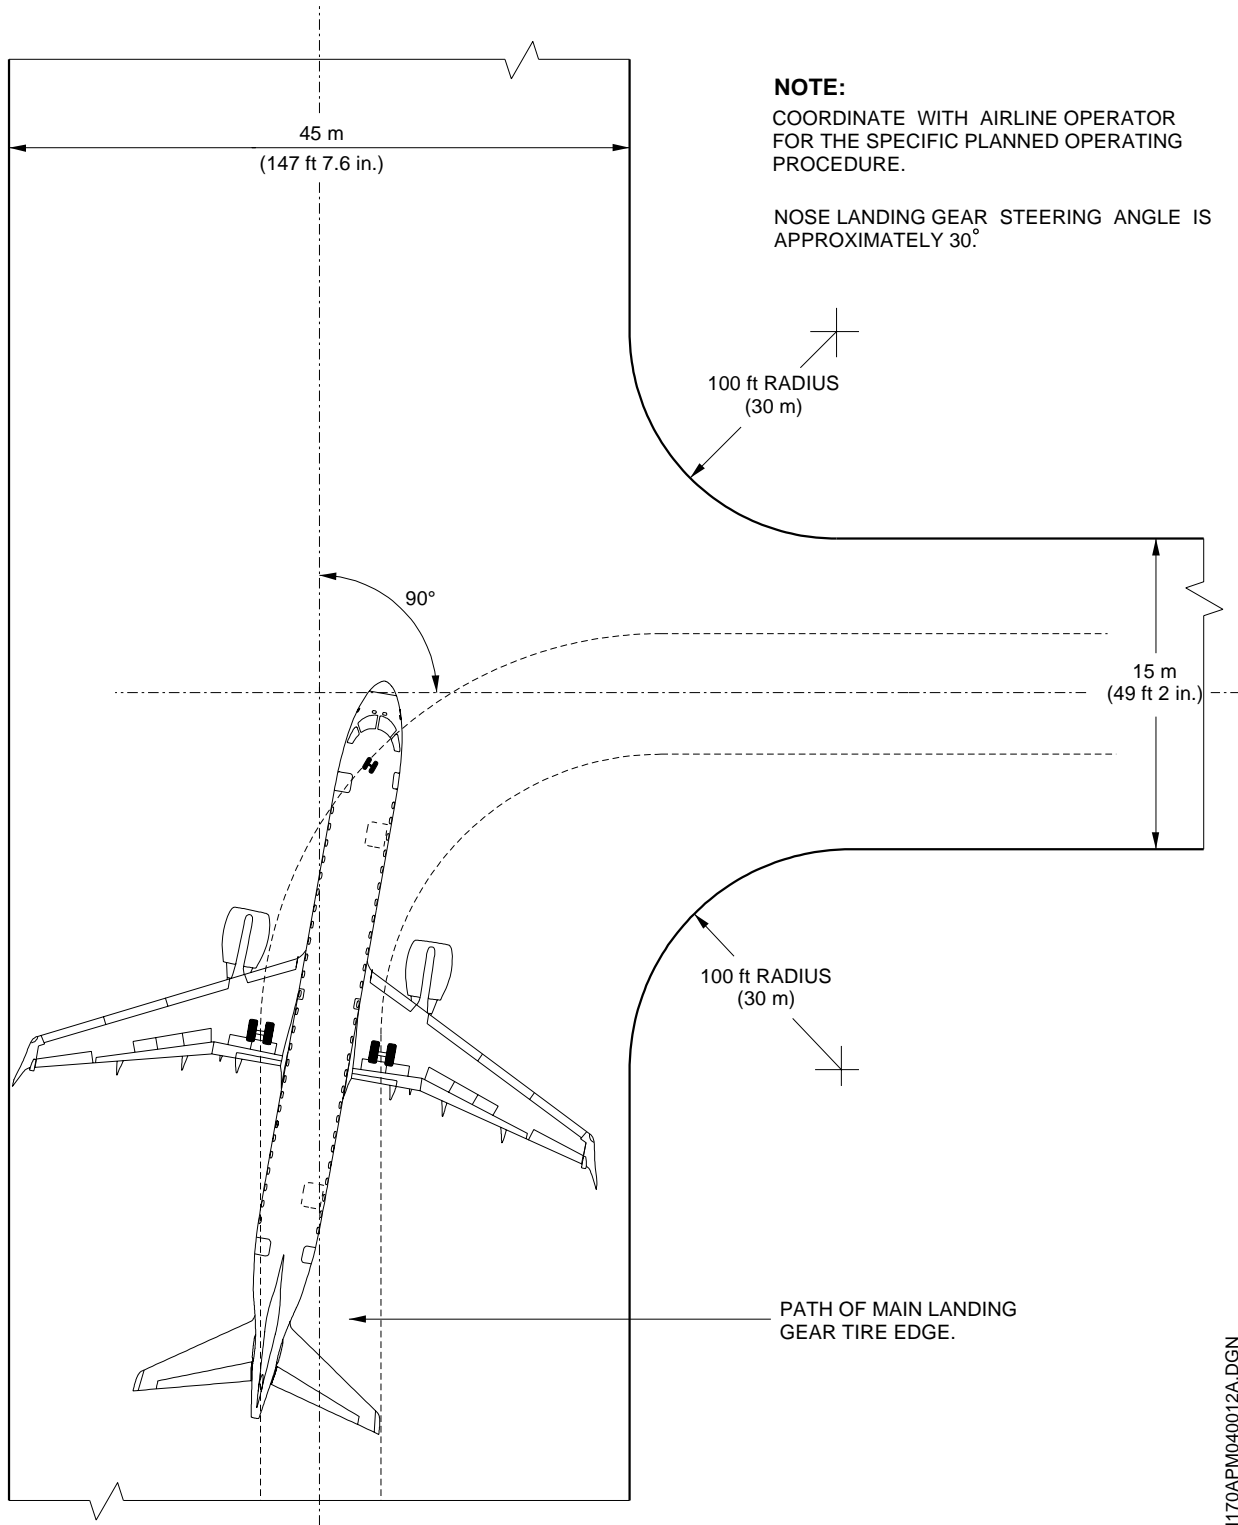 NOTE:
COORDINATE WITH AIRLINE OPERATOR
FOR THE SPECIFIC PLANNED OPERATING
PROCEDURE.
NOSE LANDING GEAR STEERING ANGLE IS
APPROXIMATELY 30°.
45 m
(147 ft 7.6 in.)
100 ft RADIUS
(30 m)
90°
15 m
(49 ft 2 in.)
100 ft RADIUS
(30 m)
PATH OF MAIN LANDING
GEAR TIRE EDGE.
I170APM040012A.DGN